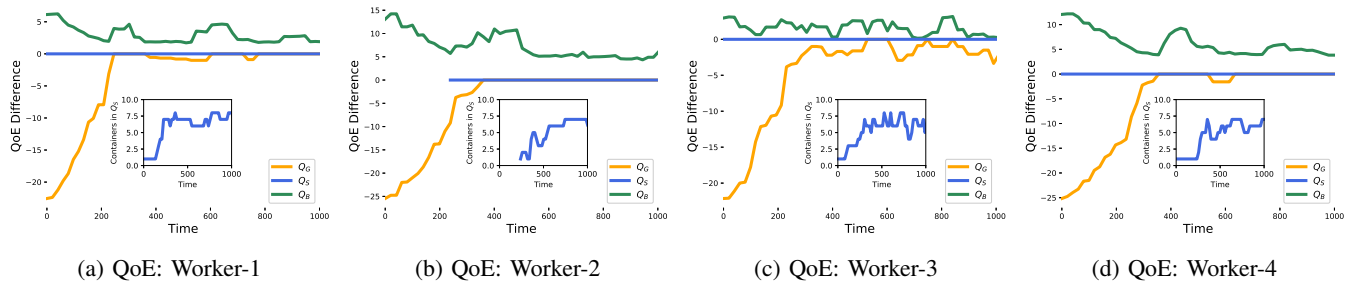 5
0
−5
−10
−15
−20
0 200 400 600 800 1000
Time
QoE Difference
10.0
7.5
5.0
2.5
0.0
0 500 1000
Time
Containers in Q_S
Q_G
Q_S
Q_B
(a) QoE: Worker-1
15
10
5
0
−5
−10
−15
−20
−25
0 200 400 600 800 1000
Time
QoE Difference
10.0
7.5
5.0
2.5
0.0
0 500 1000
Time
Containers in Q_S
Q_G
Q_S
Q_B
(b) QoE: Worker-2
0
−5
−10
−15
−20
0 200 400 600 800 1000
Time
QoE Difference
10.0
7.5
5.0
2.5
0.0
0 500 1000
Time
Containers in Q_S
Q_G
Q_S
Q_B
(c) QoE: Worker-3
10
5
0
−5
−10
−15
−20
−25
0 200 400 600 800 1000
Time
QoE Difference
10.0
7.5
5.0
2.5
0.0
0 500 1000
Time
Containers in Q_S
Q_G
Q_S
Q_B
(d) QoE: Worker-4